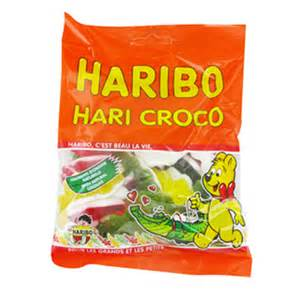 HARIBO
HARI CROCO
HARIBO, C'EST BEAU LA VIE,
HARIBO
POUR LES GRANDS ET LES PETITS